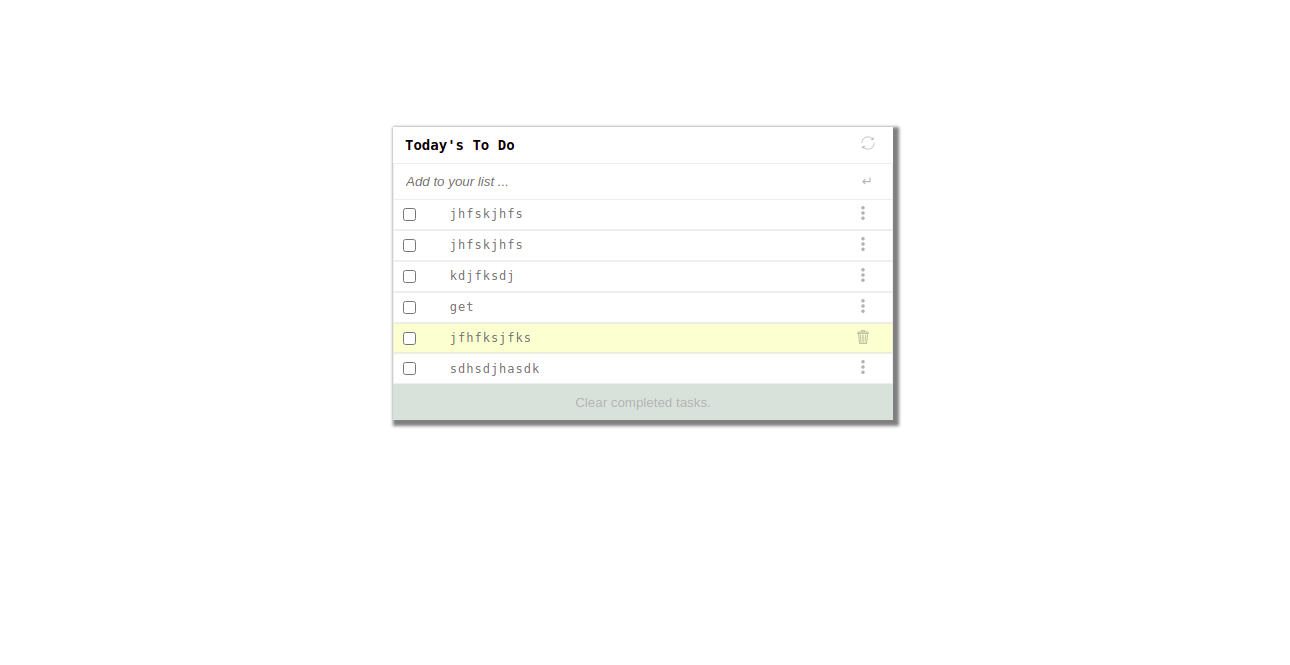 Today's To Do
Add to your list ...
jhfskjhfs
jhfskjhfs
kdjfksdj
get
jfhfksjfks
sdhsdjhasdk
Clear completed tasks.